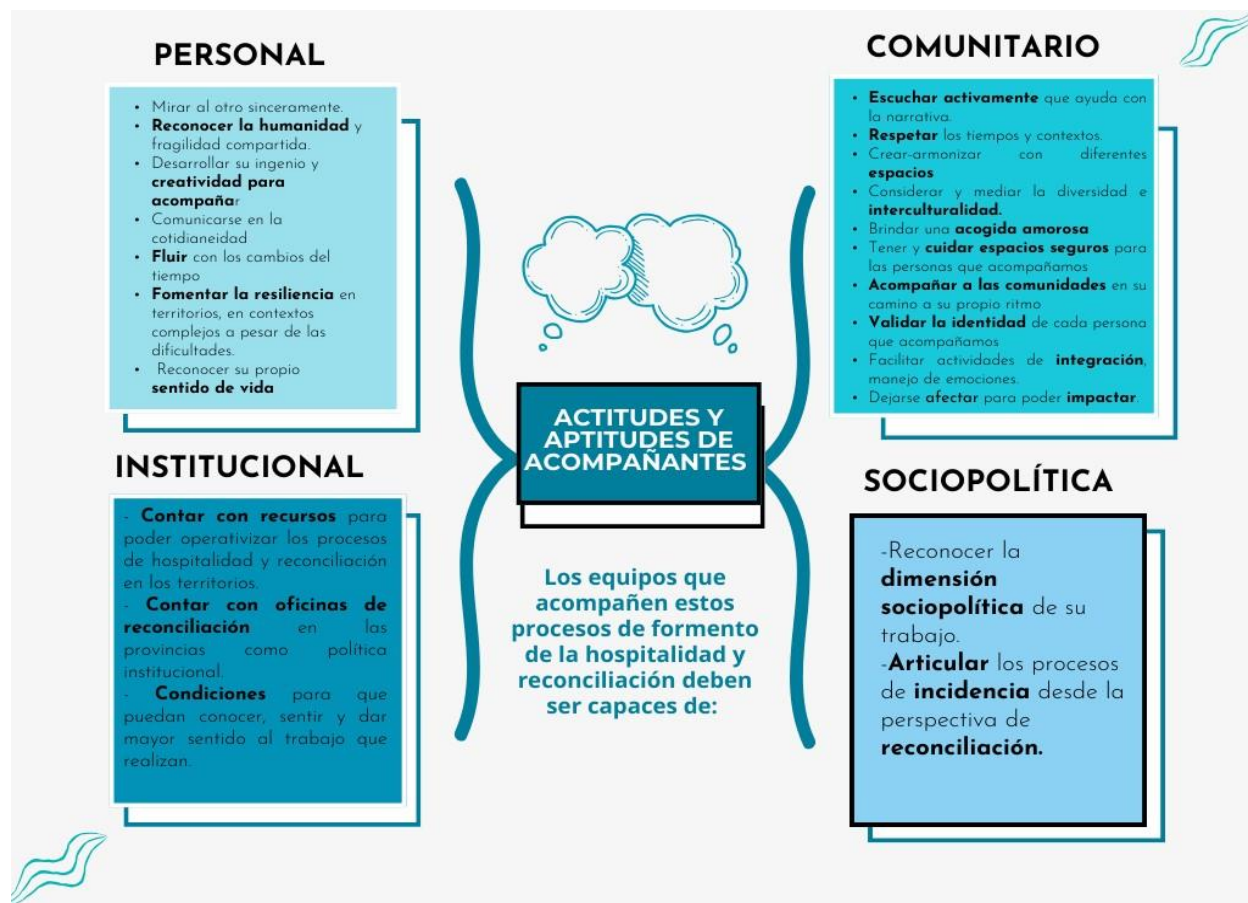 PERSONAL
• Mirar al otro sinceramente.
• Reconocer la humanidad y
fragilidad compartida.
• Desarrollar su ingenio y
creatividad para
acompañar
• Comunicarse en la
cotidianeidad
• Fluir con los cambios del
tiempo
• Fomentar la resiliencia en
territorios, en contextos
complejos a pesar de las
dificultades.
• Reconocer su propio
sentido de vida
COMUNITARIO
• Escuchar activamente que ayuda con
la narrativa.
• Respetar los tiempos y contextos.
• Crear-armonizar con diferentes
espacios
• Considerar y mediar la diversidad e
interculturalidad.
• Brindar una acogida amorosa
• Tener y cuidar espacios seguros para
las personas que acompañamos
• Acompañar a las comunidades en su
camino a su propio ritmo
• Validar la identidad de cada persona
que acompañamos
• Facilitar actividades de integración,
manejo de emociones.
• Dejarse afectar para poder impactar.
ACTITUDES Y
APTITUDES DE
ACOMPAÑANTES
Los equipos que
acompañen estos
procesos de formento
de la hospitalidad y
reconciliación deben
ser capaces de:
INSTITUCIONAL
- Contar con recursos para
poder operativizar los procesos
de hospitalidad y reconciliación
en los territorios.
- Contar con oficinas de
reconciliación en las
provincias como política
institucional.
- Condiciones para que
puedan conocer, sentir y dar
mayor sentido al trabajo que
realizan.
SOCIOPOLÍTICA
-Reconocer la
dimensión
sociopolítica de su
trabajo.
-Articular los procesos
de incidencia desde la
perspectiva de
reconciliación.